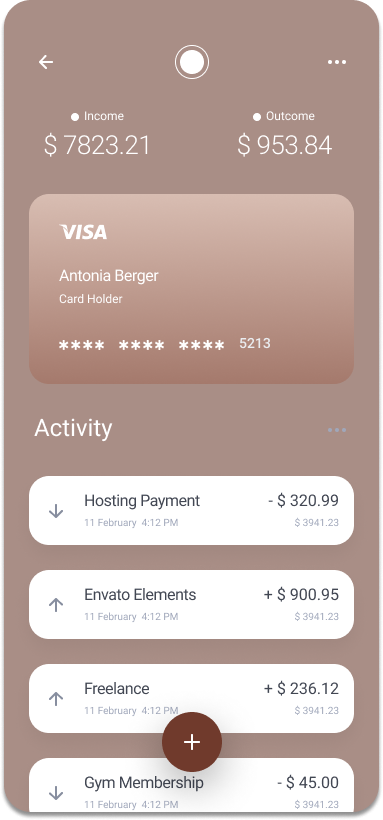 Income
Outcome
$ 7823.21
$ 953.84
VISA
Antonia Berger
Card Holder
**** **** **** 5213
Activity
Hosting Payment - $ 320.99
11 February 4:12 PM $ 3941.23
Envato Elements + $ 900.95
11 February 4:12 PM $ 3941.23
Freelance + $ 236.12
11 February 4:12 PM $ 3941.23
Gym Membership - $ 45.00
11 February 4:12 PM $ 3941.23